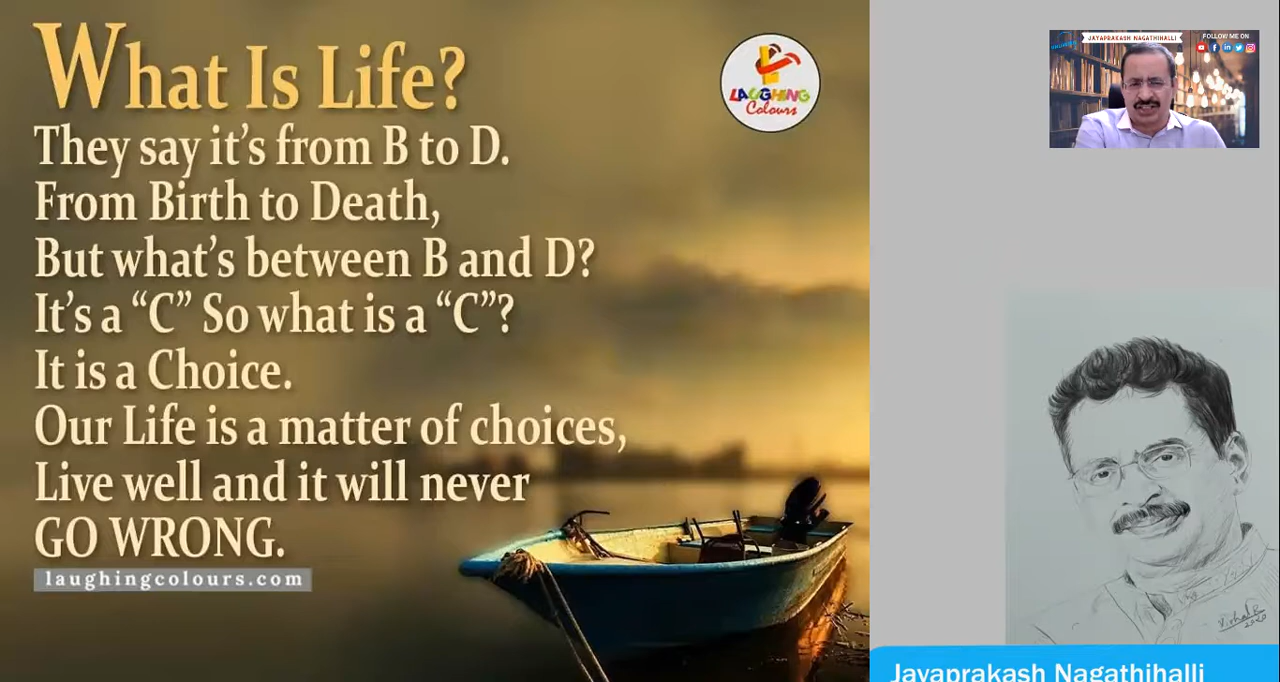 What Is Life?
They say it's from B to D.
From Birth to Death,
But what's between B and D?
It's a “C” So what is a “C”?
It is a Choice.
Our Life is a matter of choices,
Live well and it will never
GO WRONG.
laughingcolours.com
LAUGHING
Colours
JAYAPRAKASH NAGATHIHALLI
FOLLOW ME ON
2020
Jayaprakash Nagathihalli